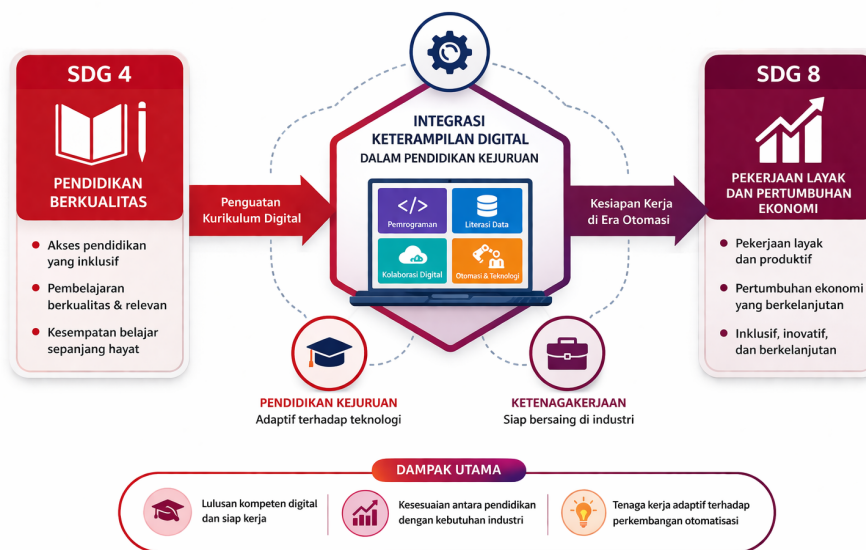 SDG 4
PENDIDIKAN
BERKUALITAS
Akses pendidikan
yang inklusif
Pembelajaran
berkualitas & relevan
Kesempatan belajar
sepanjang hayat
Penguatan
Kurikulum Digital
INTEGRASI
KETERAMPILAN DIGITAL
DALAM PENDIDIKAN KEJURUAN
</>
Pemrograman
Literasi Data
Kolaborasi Digital
Otomasi & Teknologi
Kesiapan Kerja
di Era Otomasi
SDG 8
PEKERJAAN LAYAK
DAN PERTUMBUHAN
EKONOMI
Pekerjaan layak
dan produktif
Pertumbuhan ekonomi
yang berkelanjutan
Inklusif, inovatif,
dan berkelanjutan
PENDIDIKAN KEJURUAN
Adaptif terhadap teknologi
KETENAGAKERJAAN
Siap bersaing di industri
DAMPAK UTAMA
Lulusan kompeten digital
dan siap kerja
Kesesuaian antara pendidikan
dengan kebutuhan industri
Tenaga kerja adaptif terhadap
perkembangan otomatisasi